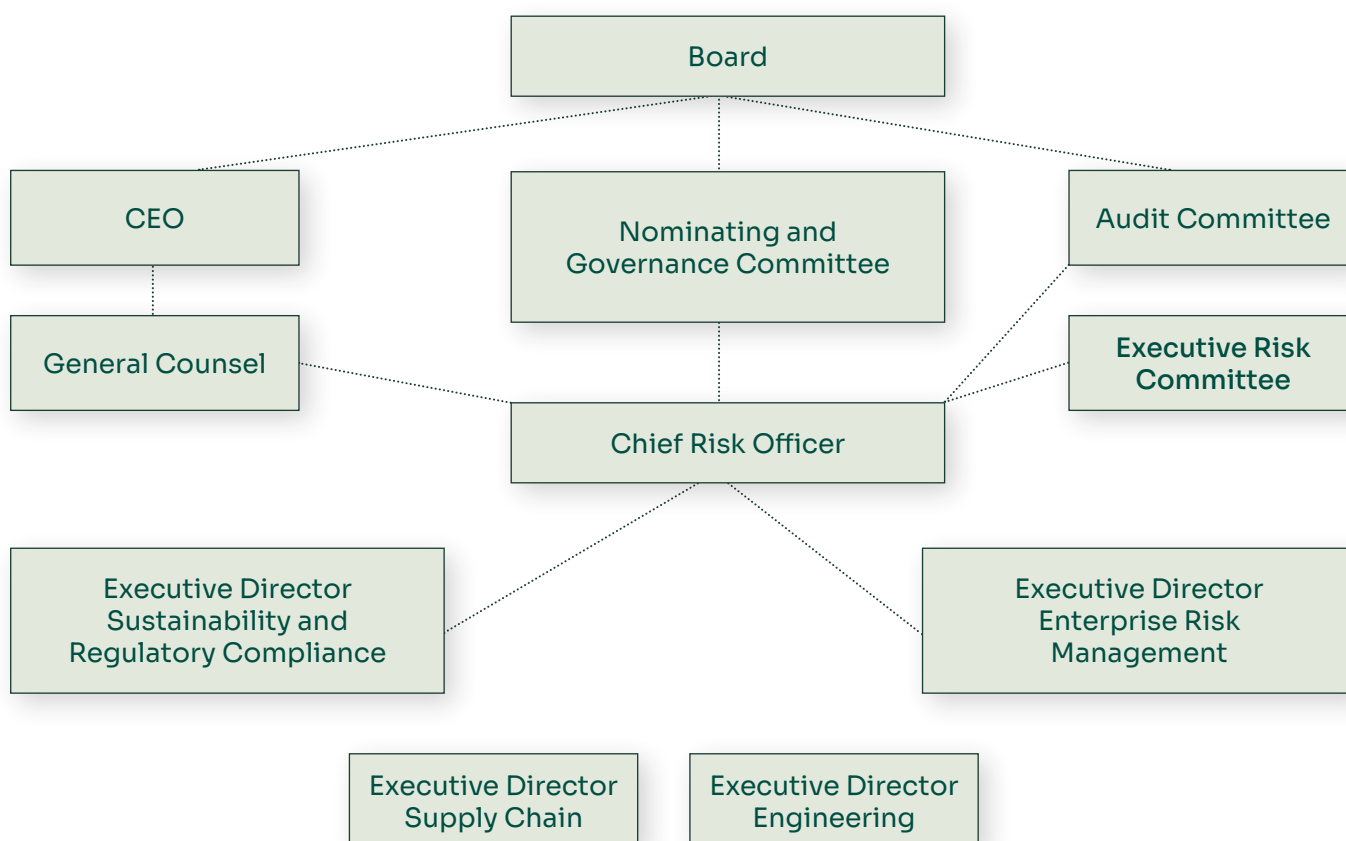 Board
CEO
Nominating and
Governance Committee
Audit Committee
General Counsel
Executive Risk
Committee
Chief Risk Officer
Executive Director
Sustainability and
Regulatory Compliance
Executive Director
Enterprise Risk
Management
Executive Director
Supply Chain
Executive Director
Engineering